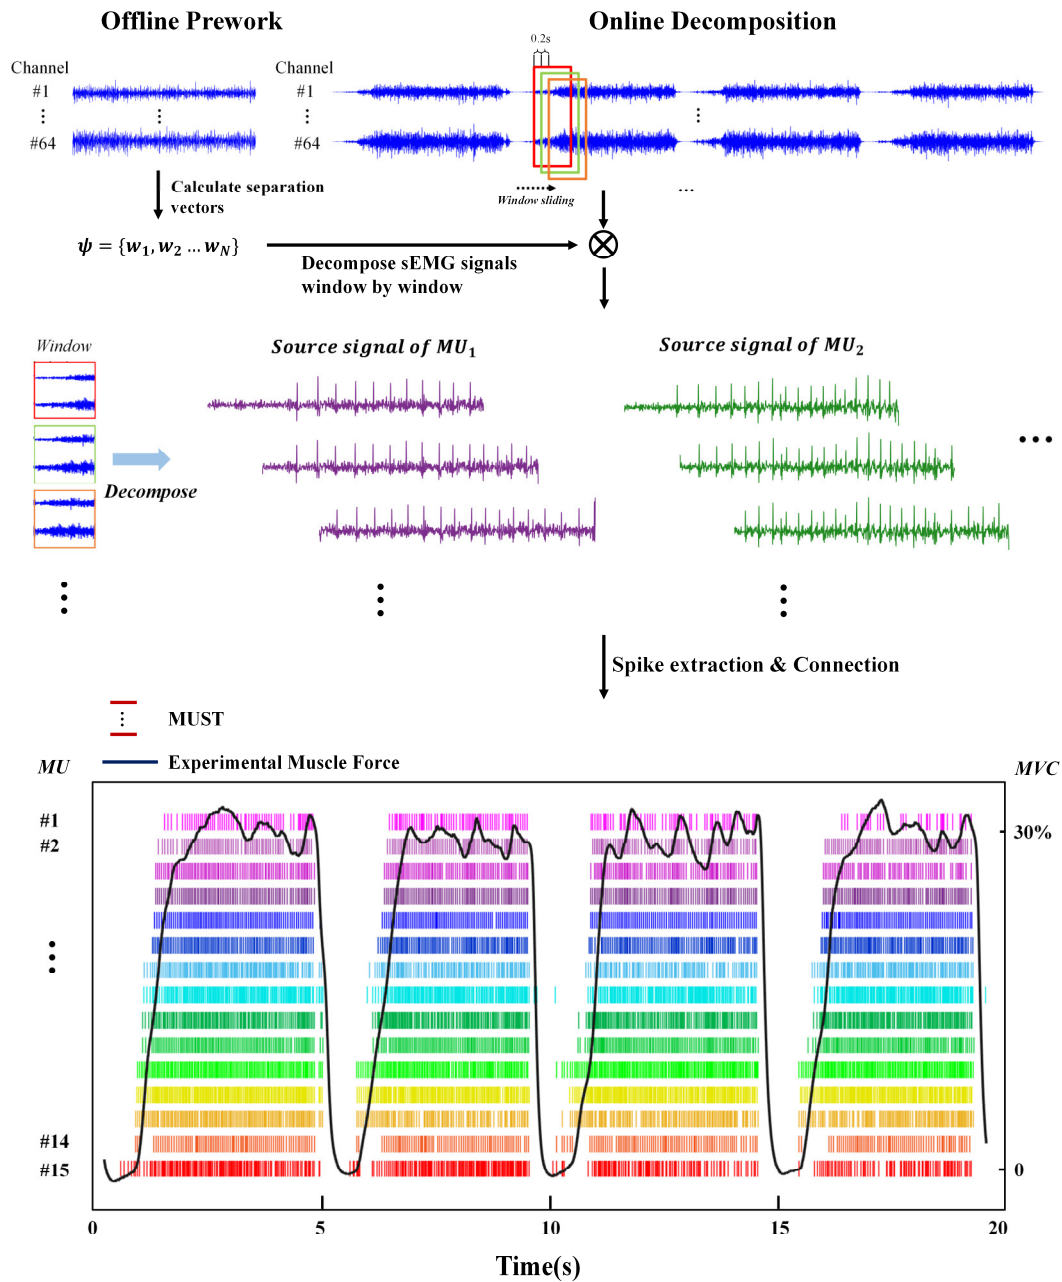 Offline Prework
Online Decomposition
0.2s
Channel
#1
⋮
#64
Channel
#1
⋮
#64
⋮
⋮
Window sliding
...
Calculate separation
vectors
ψ = {w₁, w₂ … w_N}
Decompose sEMG signals
window by window
Window
Source signal of MU₁
Source signal of MU₂
...
Decompose
⋮
⋮
⋮
Spike extraction & Connection
⋮
MUST
Experimental Muscle Force
MU
MVC
#1
#2
⋮
#14
#15
30%
0
0
5
10
15
20
Time(s)